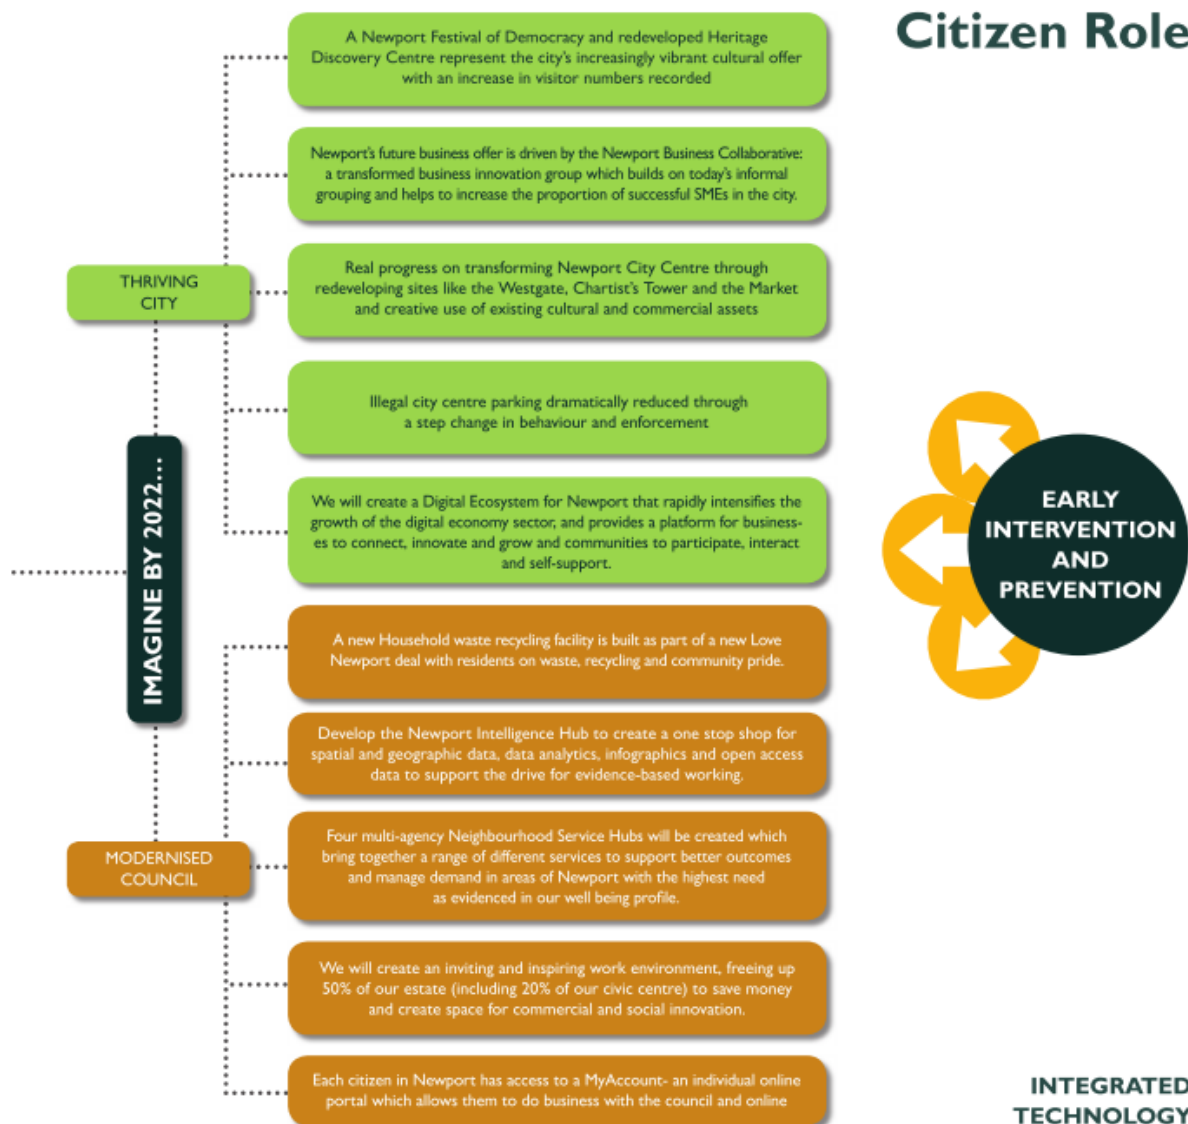 Citizen Role
A Newport Festival of Democracy and redeveloped Heritage
Discovery Centre represent the city's increasingly vibrant cultural offer
with an increase in visitor numbers recorded
Newport's future business offer is driven by the Newport Business Collaborative:
a transformed business innovation group which builds on today's informal
grouping and helps to increase the proportion of successful SMEs in the city.
THRIVING
CITY
Real progress on transforming Newport City Centre through
redeveloping sites like the Westgate, Chartist's Tower and the Market
and creative use of existing cultural and commercial assets
Illegal city centre parking dramatically reduced through
a step change in behaviour and enforcement
We will create a Digital Ecosystem for Newport that rapidly intensifies the
growth of the digital economy sector, and provides a platform for business-
es to connect, innovate and grow and communities to participate, interact
and self-support.
IMAGINE BY 2022...
EARLY
INTERVENTION
AND
PREVENTION
A new Household waste recycling facility is built as part of a new Love
Newport deal with residents on waste, recycling and community pride.
Develop the Newport Intelligence Hub to create a one stop shop for
spatial and geographic data, data analytics, infographics and open access
data to support the drive for evidence-based working.
MODERNISED
COUNCIL
Four multi-agency Neighbourhood Service Hubs will be created which
bring together a range of different services to support better outcomes
and manage demand in areas of Newport with the highest need
as evidenced in our well being profile.
We will create an inviting and inspiring work environment, freeing up
50% of our estate (including 20% of our civic centre) to save money
and create space for commercial and social innovation.
Each citizen in Newport has access to a MyAccount- an individual online
portal which allows them to do business with the council and online
INTEGRATED
TECHNOLOGY